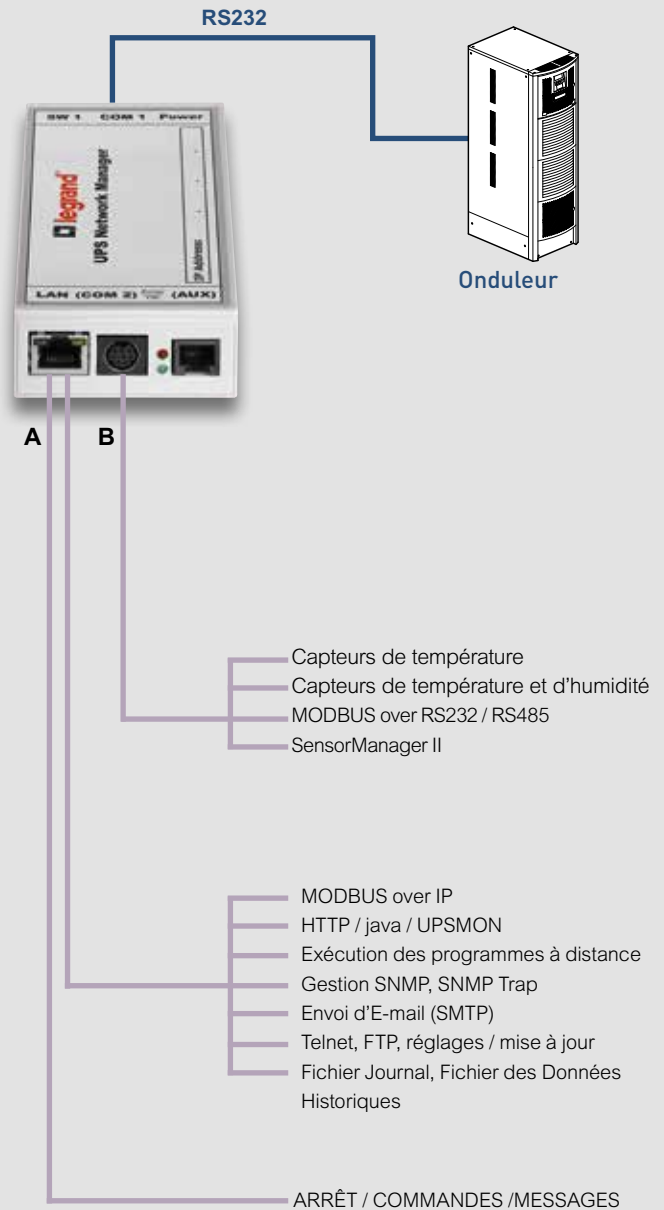 RS232
SW 1 COM 1 Power
legrand
UPS Network Manager
IP Address:
LAN (COM 2) (AUX)
Onduleur
A B
Capteurs de température
Capteurs de température et d'humidité
MODBUS over RS232 / RS485
SensorManager II
MODBUS over IP
HTTP / java / UPSMON
Exécution des programmes à distance
Gestion SNMP, SNMP Trap
Envoi d'E-mail (SMTP)
Telnet, FTP, réglages / mise à jour
Fichier Journal, Fichier des Données
Historiques
ARRÊT / COMMANDES /MESSAGES